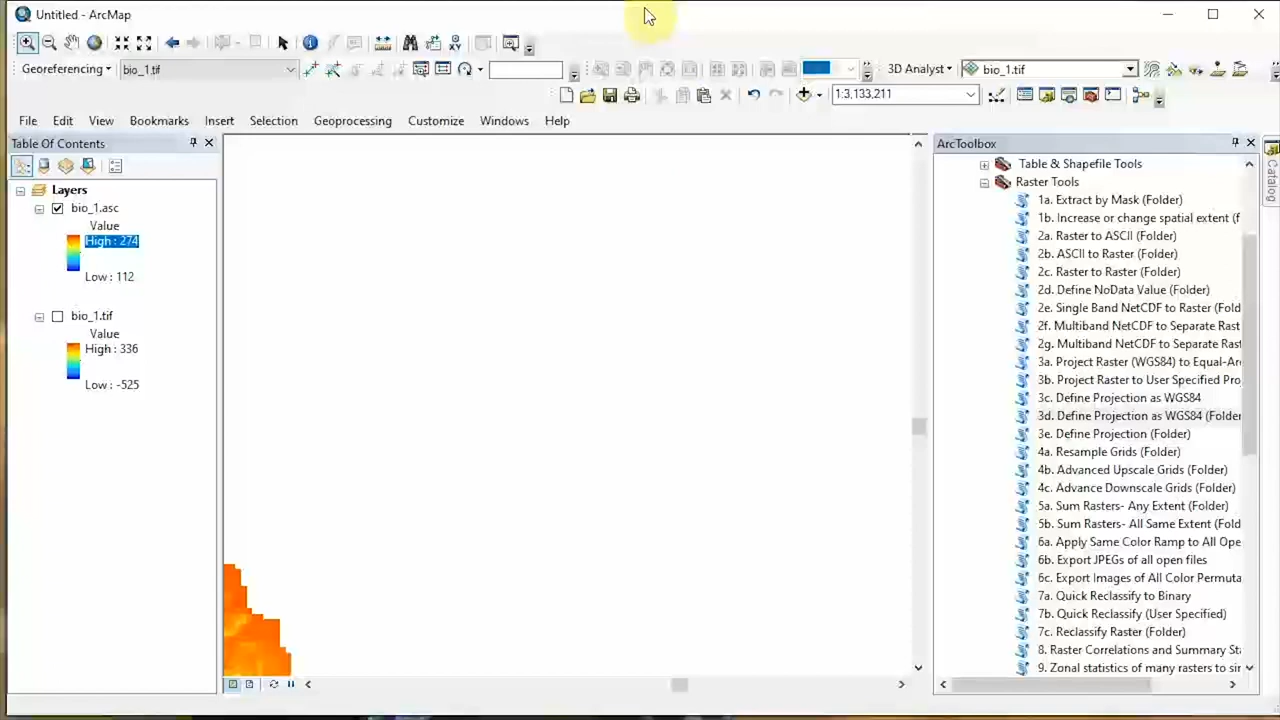 Untitled - ArcMap
Georeferencing
bio_1.tif
3D Analyst
bio_1.tif
1:3,133,211
File Edit View Bookmarks Insert Selection Geoprocessing Customize Windows Help
Table Of Contents
Layers
bio_1.asc
Value
High : 274
Low : 112
bio_1.tif
Value
High : 336
Low : -525
ArcToolbox
Table & Shapefile Tools
Raster Tools
1a. Extract by Mask (Folder)
1b. Increase or change spatial extent (f
2a. Raster to ASCII (Folder)
2b. ASCII to Raster (Folder)
2c. Raster to Raster (Folder)
2d. Define NoData Value (Folder)
2e. Single Band NetCDF to Raster (Fold
2f. Multiband NetCDF to Separate Rast
2g. Multiband NetCDF to Separate Rast
3a. Project Raster (WGS84) to Equal-Are
3b. Project Raster to User Specified Pro
3c. Define Projection as WGS84
3d. Define Projection as WGS84 (Folder
3e. Define Projection (Folder)
4a. Resample Grids (Folder)
4b. Advanced Upscale Grids (Folder)
4c. Advance Downscale Grids (Folder)
5a. Sum Rasters- Any Extent (Folder)
5b. Sum Rasters- All Same Extent (Fold
6a. Apply Same Color Ramp to All Ope
6b. Export JPEGs of all open files
6c. Export Images of All Color Permuta
7a. Quick Reclassify to Binary
7b. Quick Reclassify (User Specified)
7c. Reclassify Raster (Folder)
8. Raster Correlations and Summary Sta
9. Zonal statistics of many rasters to sin
Catalog